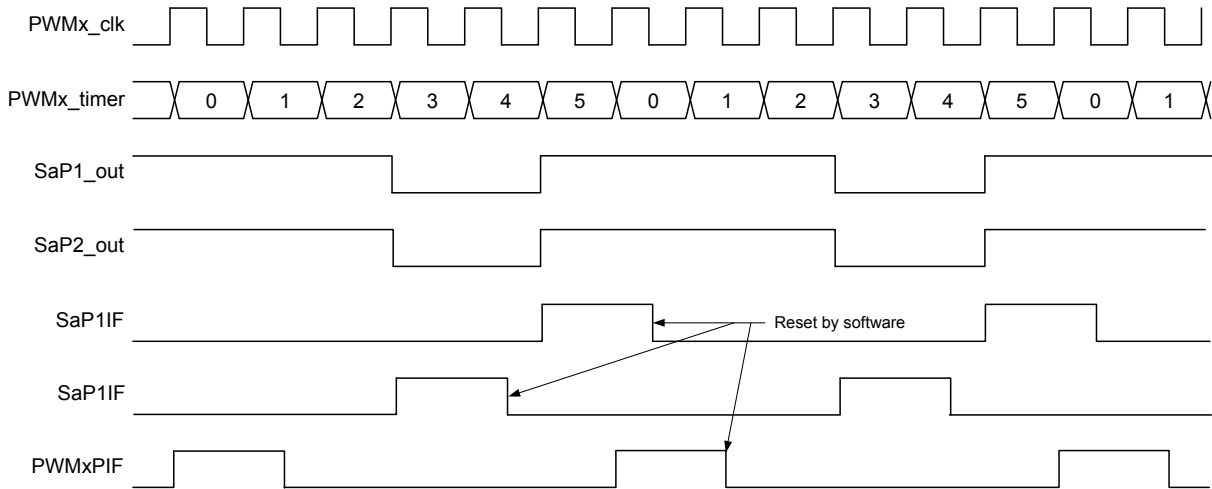 PWMx_clk
PWMx_timer 0 1 2 3 4 5 0 1 2 3 4 5 0 1
SaP1_out
SaP2_out
SaP1IF Reset by software
SaP1IF
PWMxPIF